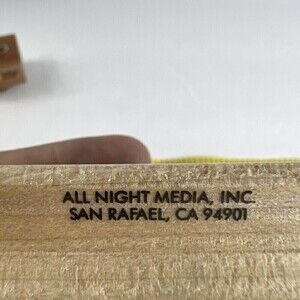 ALL NIGHT MEDIA, INC.
SAN RAFAEL, CA 94901